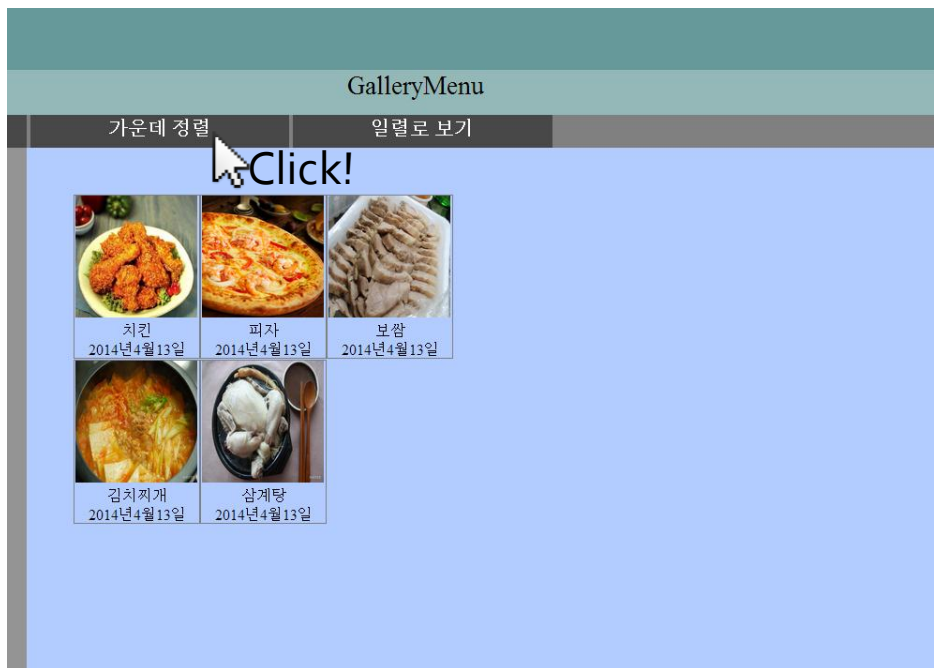 GalleryMenu
가운데 정렬 일렬로 보기
Click!
치킨 피자 보쌈
2014년4월13일 2014년4월13일 2014년4월13일
김치찌개 삼계탕
2014년4월13일 2014년4월13일